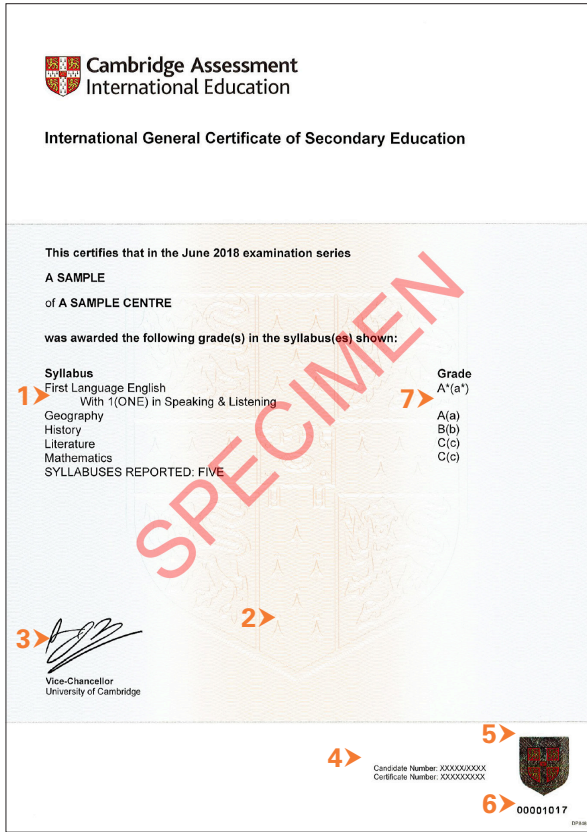 Cambridge Assessment
International Education
International General Certificate of Secondary Education
This certifies that in the June 2018 examination series
A SAMPLE
of A SAMPLE CENTRE
was awarded the following grade(s) in the syllabus(es) shown:
Syllabus Grade
1 First Language English A*(a*)
With 1(ONE) in Speaking & Listening 7
Geography A(a)
History B(b)
Literature C(c)
Mathematics C(c)
SYLLABUSES REPORTED: FIVE
SPECIMEN
2
3
Vice-Chancellor
University of Cambridge
5
4
Candidate Number: XXXXX/XXXX
Certificate Number: XXXXXXXXX
6 00001017